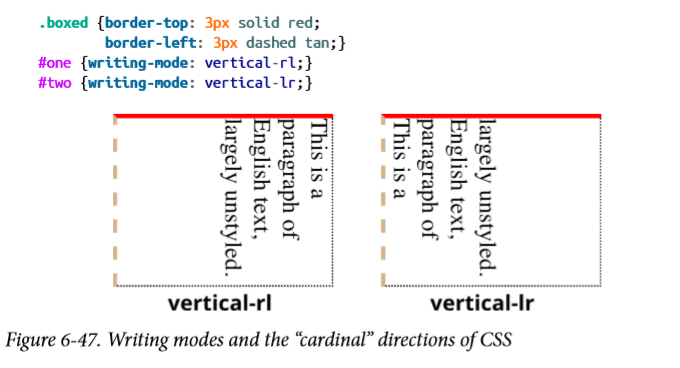 .boxed {border-top: 3px solid red;
border-left: 3px dashed tan;}
#one {writing-mode: vertical-rl;}
#two {writing-mode: vertical-lr;}
This is a
paragraph of
English text,
largely unstyled.
vertical-rl
This is a
paragraph of
English text,
largely unstyled.
vertical-lr
Figure 6-47. Writing modes and the “cardinal” directions of CSS